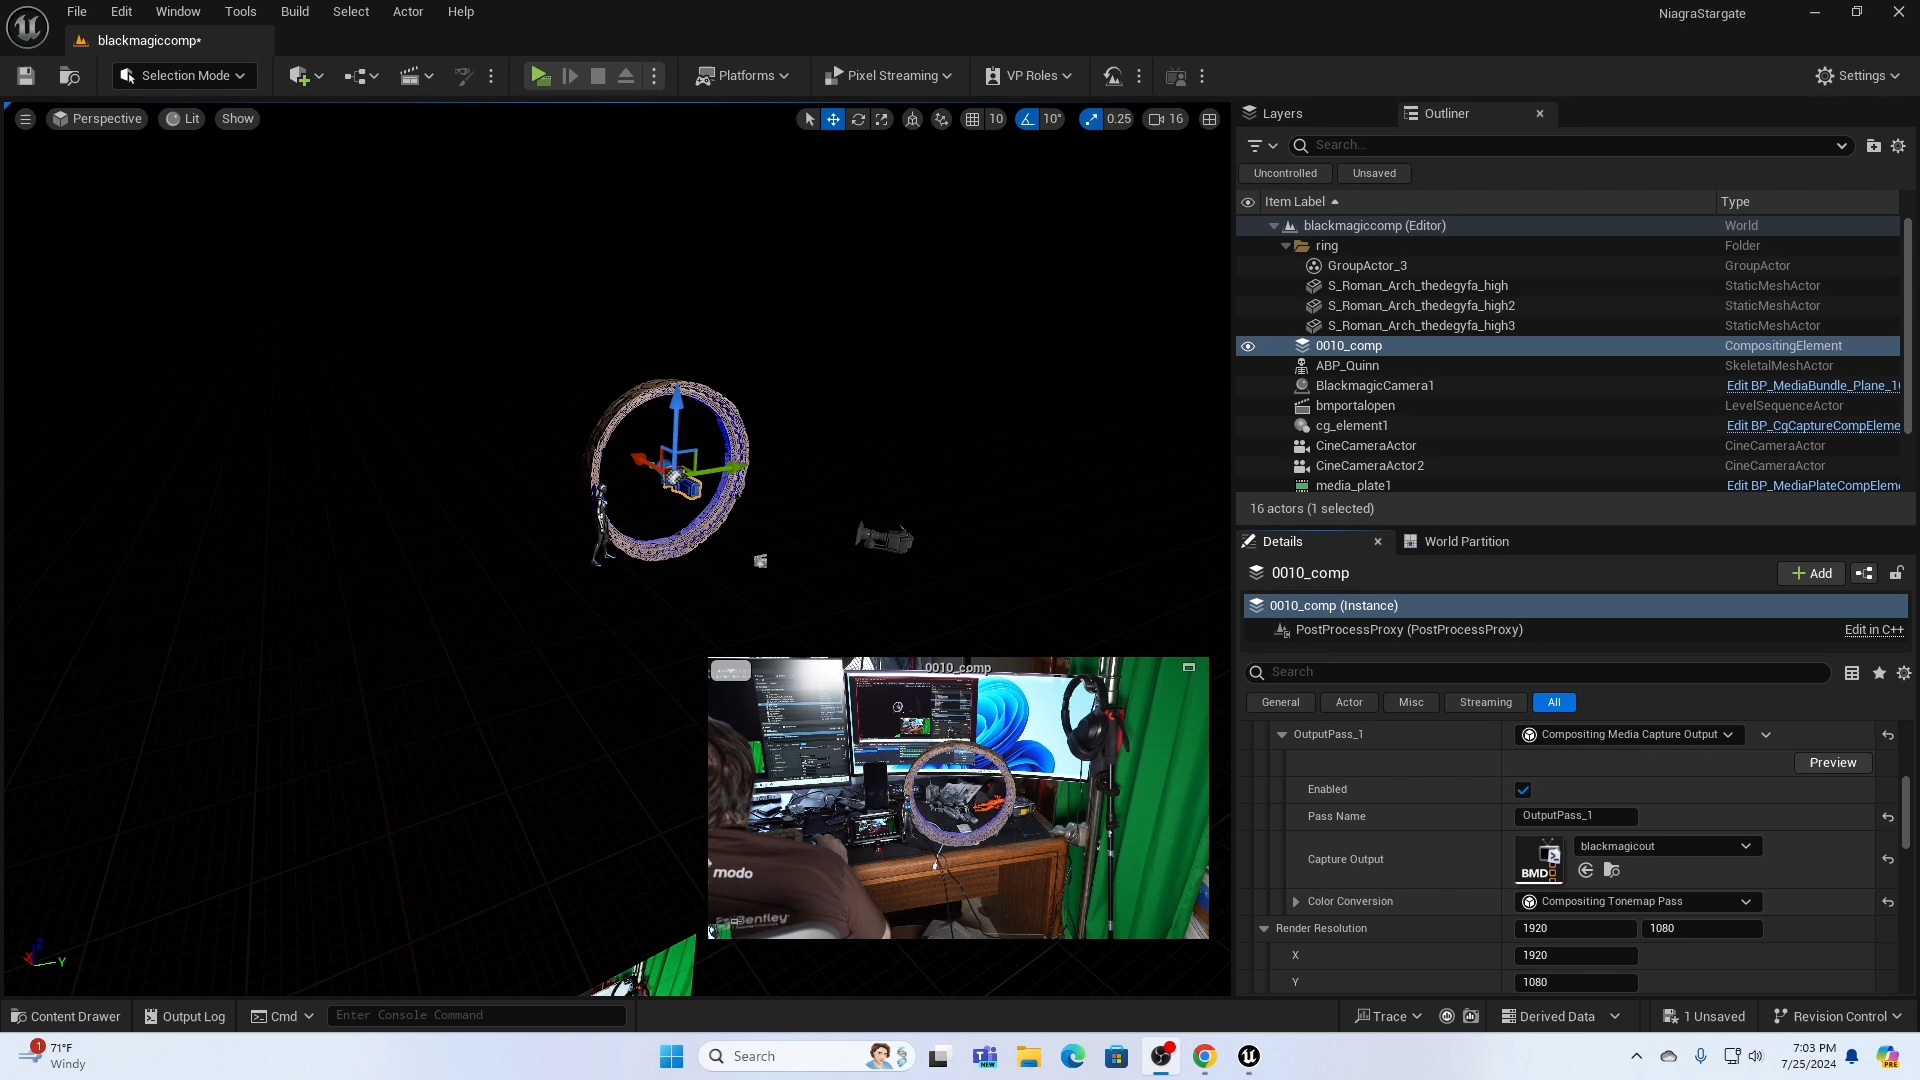 File Edit Window Tools Build Select Actor Help
NiagraStargate
blackmagiccomp*
Selection Mode
Platforms
Pixel Streaming
VP Roles
Settings
Perspective Lit Show
10 10° 0.25 16
Layers Outliner
Search...
Uncontrolled Unsaved
Item Label Type
blackmagiccomp (Editor) World
ring Folder
GroupActor_3 GroupActor
S_Roman_Arch_thedegyfa_high StaticMeshActor
S_Roman_Arch_thedegyfa_high2 StaticMeshActor
S_Roman_Arch_thedegyfa_high3 StaticMeshActor
0010_comp CompositingElement
ABP_Quinn SkeletalMeshActor
BlackmagicCamera1 Edit BP_MediaBundle_Plane_1
bmportalopen LevelSequenceActor
cg_element1 Edit BP_CgCaptureCompEleme
CineCameraActor CineCameraActor
CineCameraActor2 CineCameraActor
media_plate1 Edit BP_MediaPlateCompEleme
16 actors (1 selected)
Details World Partition
0010_comp Add
0010_comp (Instance)
PostProcessProxy (PostProcessProxy) Edit in C++
Search
General Actor Misc Streaming All
OutputPass_1 Compositing Media Capture Output
Preview
Enabled
Pass Name OutputPass_1
Capture Output BMD blackmagicout
Color Conversion Compositing Tonemap Pass
Render Resolution 1920 1080
X 1920
Y 1080
0010_comp
modo
Bentley
Z
X Y
Content Drawer Output Log Cmd Enter Console Command
Trace Derived Data 1 Unsaved Revision Control
1 71°F
Windy
Search
NEW
7:03 PM
7/25/2024
PRE